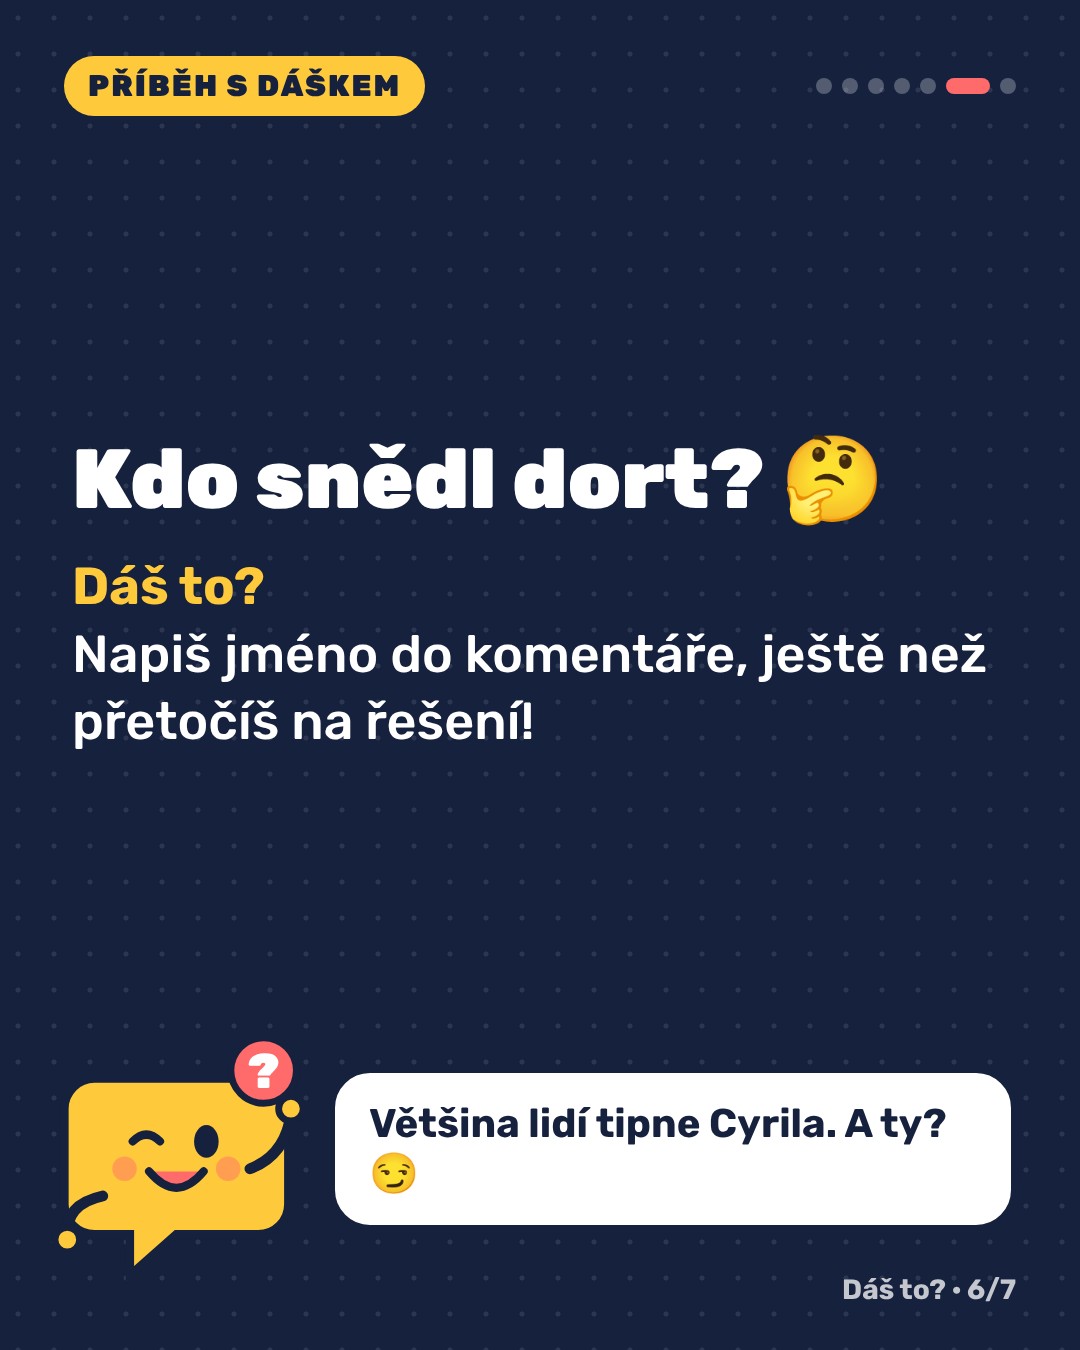 PŘÍBĚH S DÁŠKEM
Kdo snědl dort? 🤔
Dáš to?
Napiš jméno do komentáře, ještě než
přetočíš na řešení!
?
Většina lidí tipne Cyrila. A ty?
😏
Dáš to? • 6/7